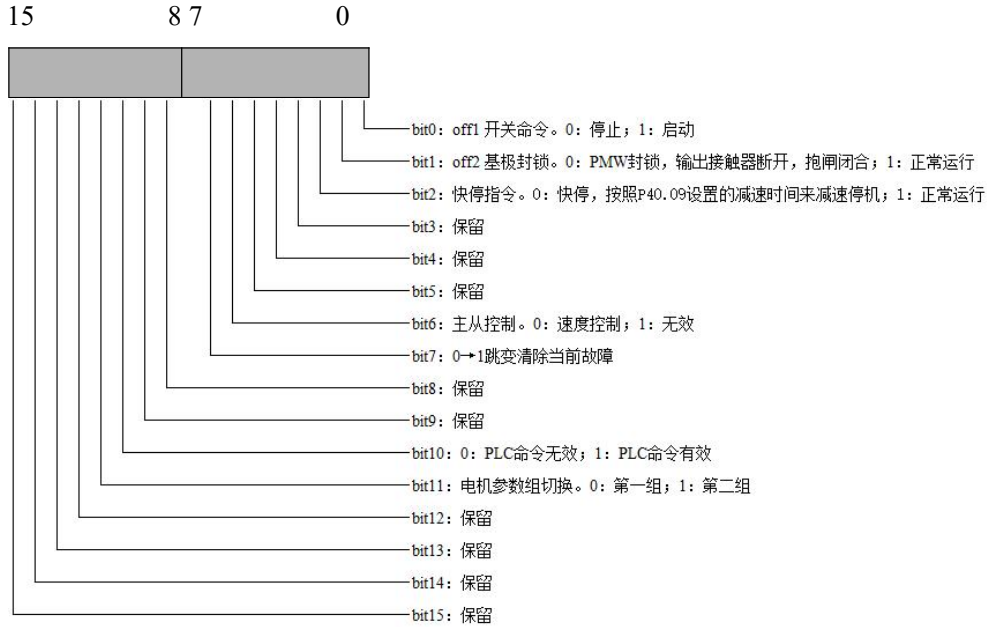 15 8 7 0
bit0：off1 开关命令。0：停止；1：启动
bit1：off2 基极封锁。0：PMW封锁，输出接触器断开，抱闸闭合；1：正常运行
bit2：快停指令。0：快停，按照P40.09设置的减速时间来减速停机；1：正常运行
bit3：保留
bit4：保留
bit5：保留
bit6：主从控制。0：速度控制；1：无效
bit7：0→1跳变清除当前故障
bit8：保留
bit9：保留
bit10：0：PLC命令无效；1：PLC命令有效
bit11：电机参数组切换。0：第一组；1：第二组
bit12：保留
bit13：保留
bit14：保留
bit15：保留